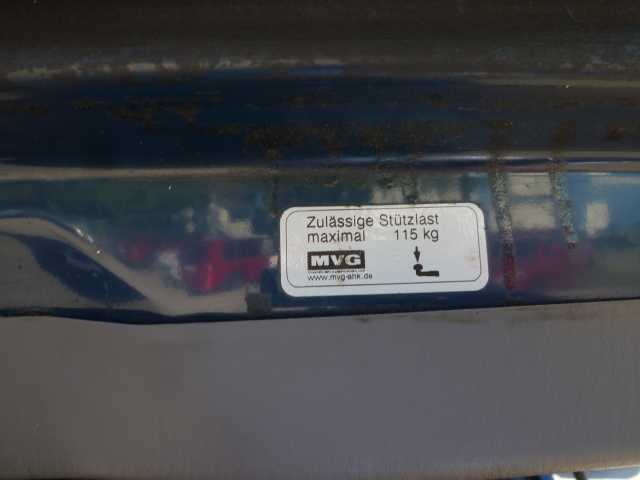 Zulässige Stützlast
maximal 115 kg
MVG
www.mvg-ahk.de